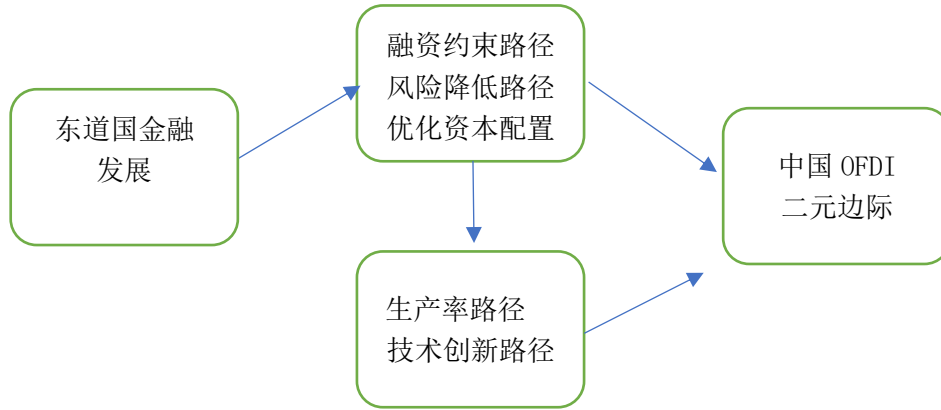 融资约束路径
风险降低路径
优化资本配置
东道国金融
发展
中国 OFDI
二元边际
生产率路径
技术创新路径